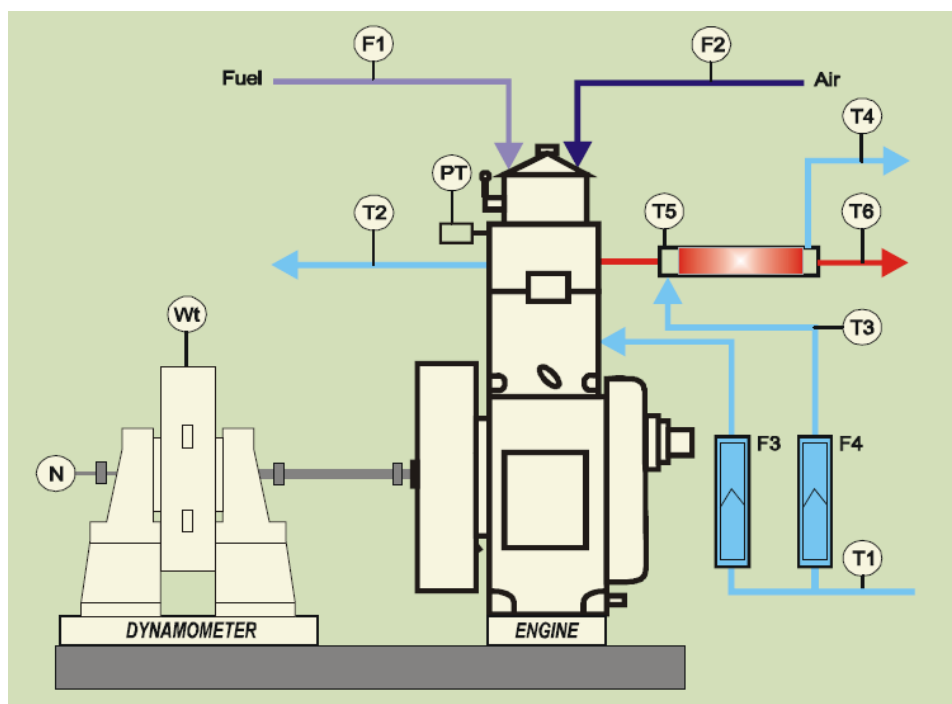 F1
F2
Fuel
Air
T4
PT
T2
T5
T6
Wt
T3
F3
F4
N
T1
DYNAMOMETER
ENGINE